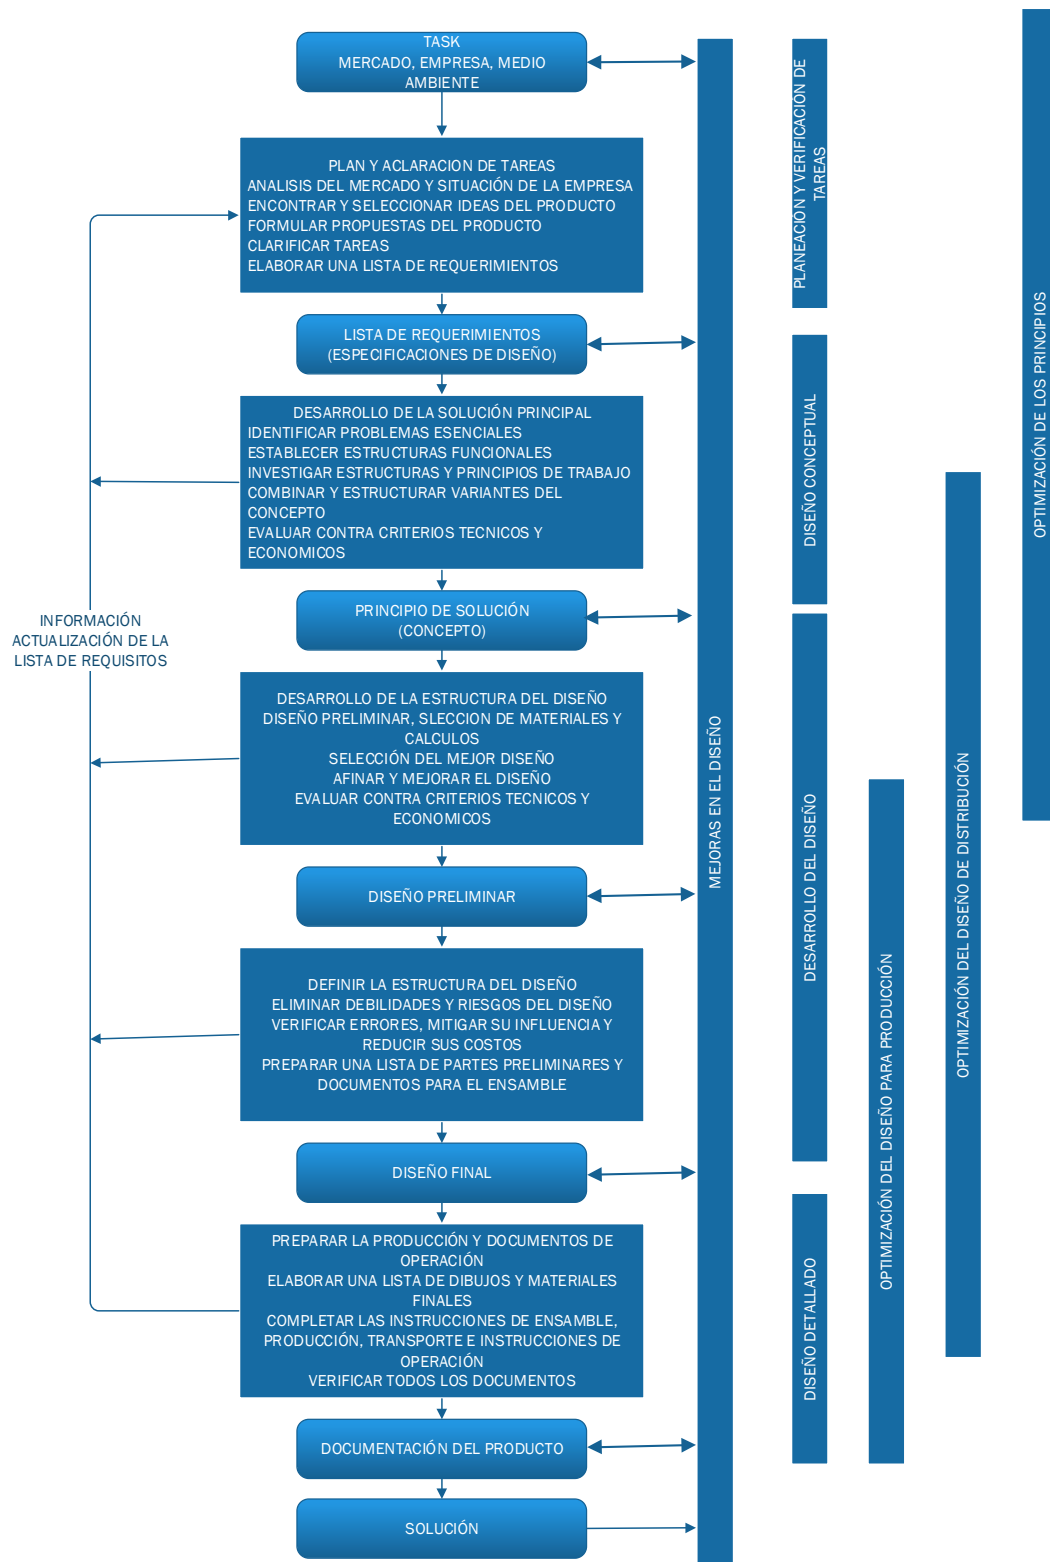 TASK
MERCADO, EMPRESA, MEDIO
AMBIENTE
PLAN Y ACLARACION DE TAREAS
ANALISIS DEL MERCADO Y SITUACIÓN DE LA EMPRESA
ENCONTRAR Y SELECCIONAR IDEAS DEL PRODUCTO
FORMULAR PROPUESTAS DEL PRODUCTO
CLARIFICAR TAREAS
ELABORAR UNA LISTA DE REQUERIMIENTOS
LISTA DE REQUERIMIENTOS
(ESPECIFICACIONES DE DISEÑO)
DESARROLLO DE LA SOLUCIÓN PRINCIPAL
IDENTIFICAR PROBLEMAS ESENCIALES
ESTABLECER ESTRUCTURAS FUNCIONALES
INVESTIGAR ESTRUCTURAS Y PRINCIPIOS DE TRABAJO
COMBINAR Y ESTRUCTURAR VARIANTES DEL
CONCEPTO
EVALUAR CONTRA CRITERIOS TECNICOS Y
ECONOMICOS
PRINCIPIO DE SOLUCIÓN
(CONCEPTO)
INFORMACIÓN
ACTUALIZACIÓN DE LA
LISTA DE REQUISITOS
DESARROLLO DE LA ESTRUCTURA DEL DISEÑO
DISEÑO PRELIMINAR, SLECCION DE MATERIALES Y
CALCULOS
SELECCIÓN DEL MEJOR DISEÑO
AFINAR Y MEJORAR EL DISEÑO
EVALUAR CONTRA CRITERIOS TECNICOS Y
ECONOMICOS
DISEÑO PRELIMINAR
DEFINIR LA ESTRUCTURA DEL DISEÑO
ELIMINAR DEBILIDADES Y RIESGOS DEL DISEÑO
VERIFICAR ERRORES, MITIGAR SU INFLUENCIA Y
REDUCIR SUS COSTOS
PREPARAR UNA LISTA DE PARTES PRELIMINARES Y
DOCUMENTOS PARA EL ENSAMBLE
DISEÑO FINAL
PREPARAR LA PRODUCCIÓN Y DOCUMENTOS DE
OPERACIÓN
ELABORAR UNA LISTA DE DIBUJOS Y MATERIALES
FINALES
COMPLETAR LAS INSTRUCCIONES DE ENSAMBLE,
PRODUCCIÓN, TRANSPORTE E INSTRUCCIONES DE
OPERACIÓN
VERIFICAR TODOS LOS DOCUMENTOS
DOCUMENTACIÓN DEL PRODUCTO
SOLUCIÓN
MEJORAS EN EL DISEÑO
PLANEACIÓN Y VERIFICACIÓN DE
TAREAS
DISEÑO CONCEPTUAL
DESARROLLO DEL DISEÑO
DISEÑO DETALLADO
OPTIMIZACIÓN DEL DISEÑO PARA PRODUCCIÓN
OPTIMIZACIÓN DEL DISEÑO DE DISTRIBUCIÓN
OPTIMIZACIÓN DE LOS PRINCIPIOS